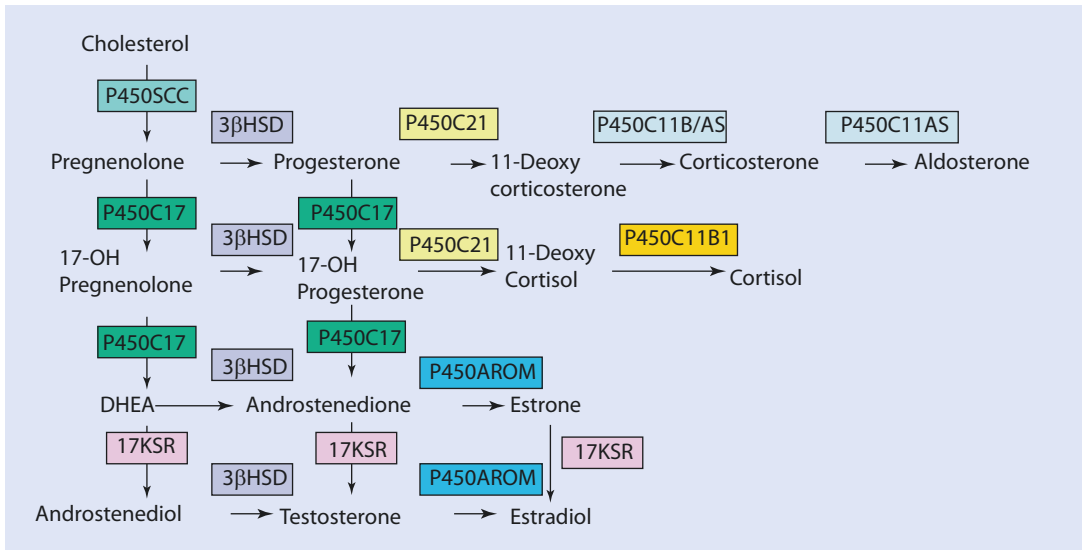 Cholesterol
P450SCC
3βHSD
P450C21
P450C11B/AS
P450C11AS
Pregnenolone
Progesterone
11-Deoxy
corticosterone
Corticosterone
Aldosterone
P450C17
P450C17
3βHSD
P450C21
P450C11B1
17-OH
Pregnenolone
17-OH
Progesterone
11-Deoxy
Cortisol
Cortisol
P450C17
P450C17
3βHSD
P450AROM
DHEA
Androstenedione
Estrone
17KSR
17KSR
17KSR
3βHSD
P450AROM
Androstenediol
Testosterone
Estradiol